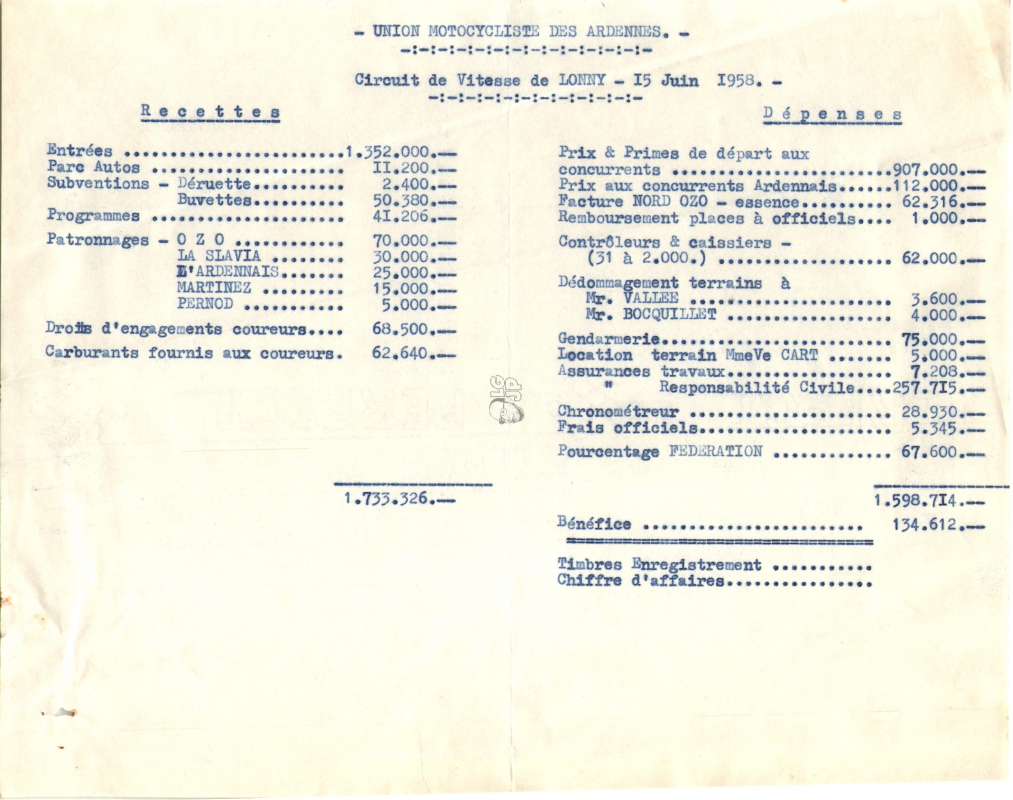 - UNION MOTOCYCLISTE DES ARDENNES. -
-:-:-:-:-:-:-:-:-:-:-:-:-
Circuit de Vitesse de LONNY - I5 Juin I958. -
-:-:-:-:-:-:-:-:-:-:-:-
Recettes
Entrées ........................1.352.000.—
Parc Autos ..................... II.200.—
Subventions - Déruette.......... 2.400.—
Buvettes.......... 50.380.—
Programmes ..................... 4I.206.—
Patronnages - O Z O ............ 70.000.—
LA SLAVIA ........ 30.000.—
L'ARDENNAIS....... 25.000.—
MARTINEZ ......... 15.000.—
PERNOD ........... 5.000.—
Droits d'engagements coureurs.... 68.500.—
Carburants fournis aux coureurs. 62.640.—
1.733.326.—
Dépenses
Prix & Primes de départ aux
concurrents ........................907.000.—
Prix aux concurrents Ardennais......112.000.—
Facture NORD OZO - essence......... 62.316.—
Remboursement places à officiels.... 1.000.—
Contrôleurs & caissiers -
(31 à 2.000.) ................... 62.000.—
Dédommagement terrains à
Mr. VALLEE ...................... 3.600.—
Mr. BOCQUILLET .................. 4.000.—
Gendarmerie......................... 75.000.—
Location terrain MmeVe CART ....... 5.000.—
Assurances travaux.................. 7.208.—
" Responsabilité Civile....257.7I5.—
Chronométreur ...................... 28.930.—
Frais officiels..................... 5.345.—
Pourcentage FEDERATION ............. 67.600.—
1.598.7I4.—
Bénéfice ........................ 134.612.—
Timbres Enregistrement ...........
Chiffre d'affaires................